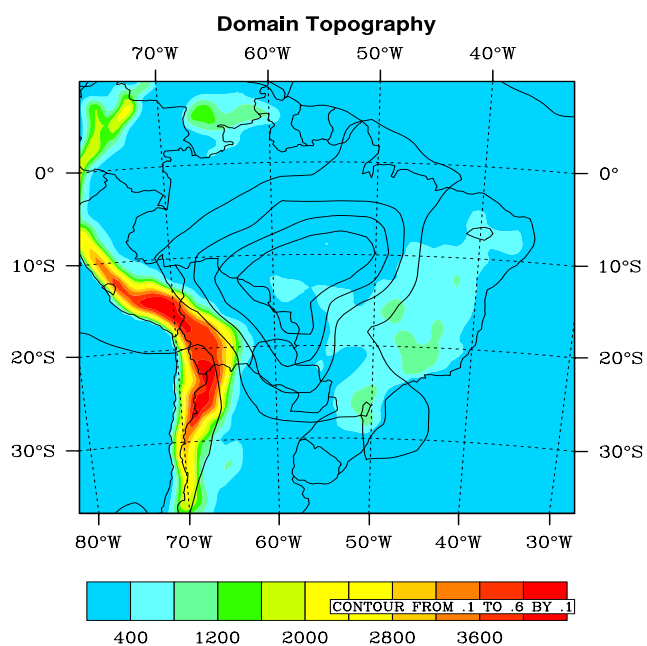 Domain Topography
70°W 60°W 50°W 40°W
0° 0°
10°S 10°S
20°S 20°S
30°S 30°S
80°W 70°W 60°W 50°W 40°W 30°W
CONTOUR FROM .1 TO .6 BY .1
400 1200 2000 2800 3600